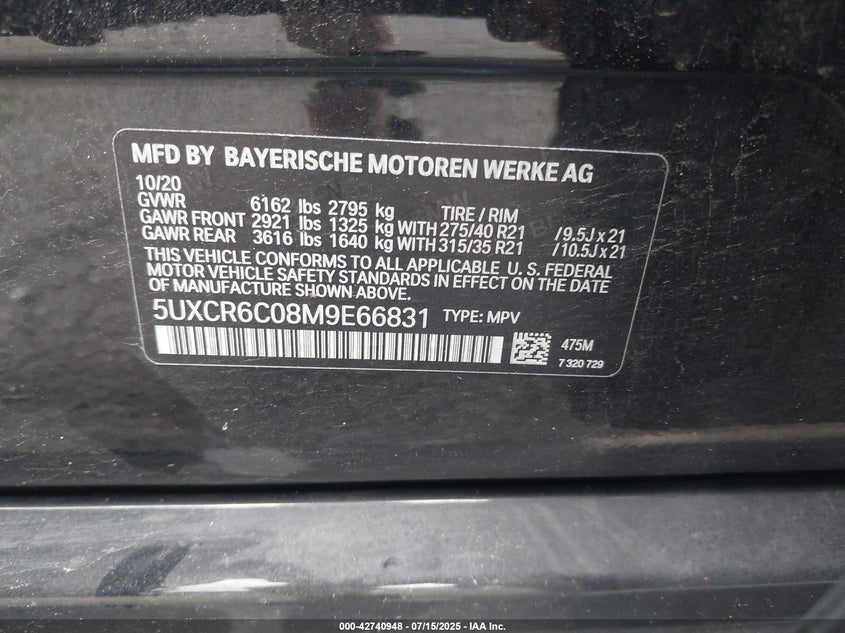 MFD BY BAYERISCHE MOTOREN WERKE AG
10/20
GVWR 6162 lbs 2795 kg TIRE / RIM
GAWR FRONT 2921 lbs 1325 kg WITH 275/40 R21 /9.5J x 21
GAWR REAR 3616 lbs 1640 kg WITH 315/35 R21 /10.5J x 21
THIS VEHICLE CONFORMS TO ALL APPLICABLE U. S. FEDERAL
MOTOR VEHICLE SAFETY STANDARDS IN EFFECT ON THE DATE
OF MANUFACTURE SHOWN ABOVE.
5UXCR6C08M9E66831 TYPE: MPV
475M
7 320 729
000-42740948 - 07/15/2025 - IAA Inc.